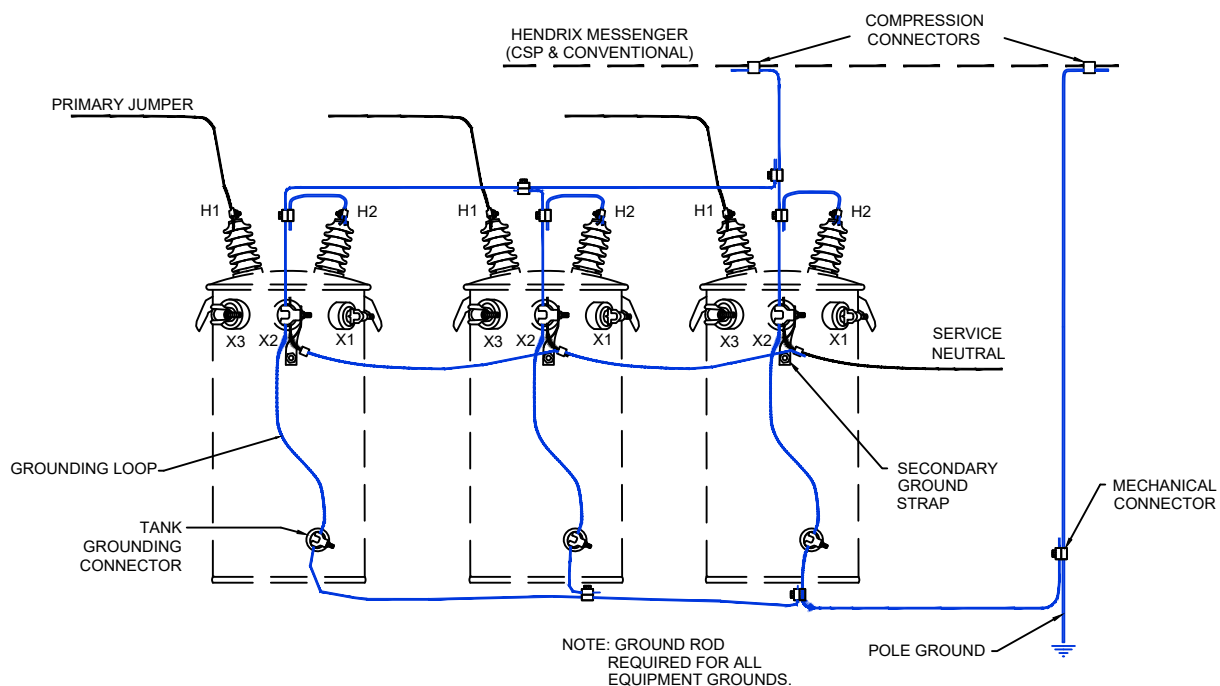 COMPRESSION
CONNECTORS
HENDRIX MESSENGER
(CSP & CONVENTIONAL)
PRIMARY JUMPER
H1
H2
H1
H2
H1
H2
X3
X2
X1
X3
X2
X1
X3
X2
X1
SERVICE
NEUTRAL
GROUNDING LOOP
SECONDARY
GROUND
STRAP
MECHANICAL
CONNECTOR
TANK
GROUNDING
CONNECTOR
NOTE: GROUND ROD
REQUIRED FOR ALL
EQUIPMENT GROUNDS.
POLE GROUND